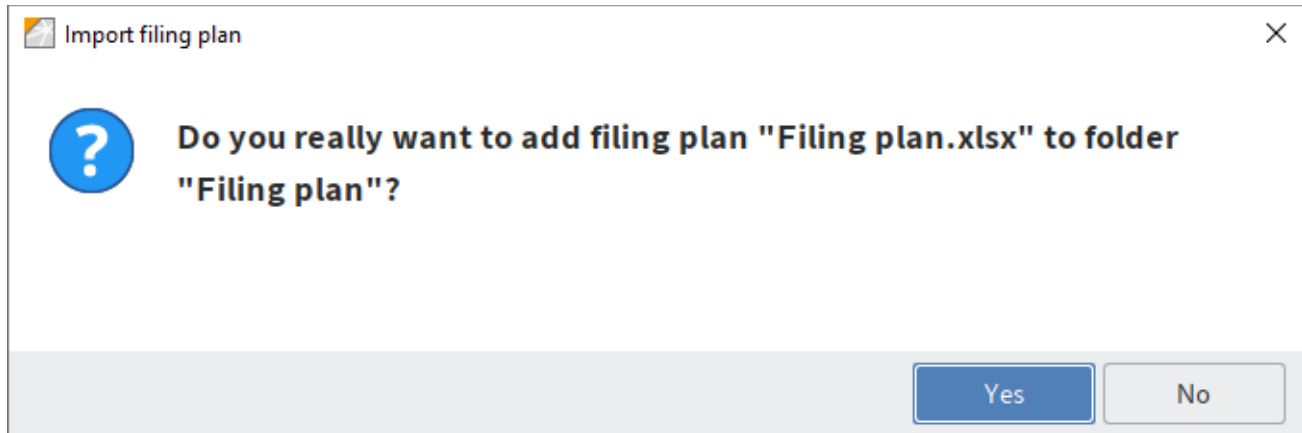 Import filing plan
Do you really want to add filing plan "Filing plan.xlsx" to folder
"Filing plan"?
Yes
No